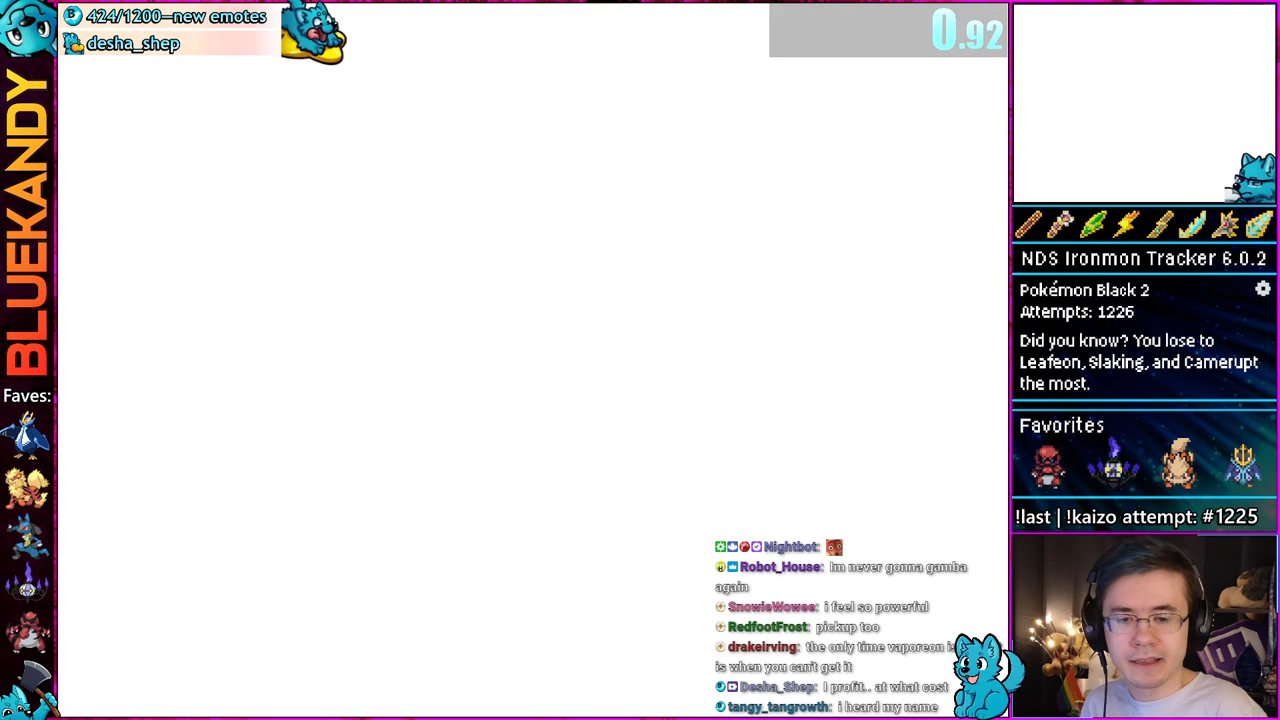 424/1200—new emotes
desha_shep
0.92
BLUEKANDY
Faves:
NDS Ironmon Tracker 6.0.2
Pokémon Black 2
Attempts: 1226
Did you know? You lose to
Leafeon, Slaking, and Camerupt
the most.
Favorites
!last | !kaizo attempt: #1225
Nightbot:
Robot_House: Im never gonna gamba
again
SnowieWowee: i feel so powerful
RedfootFrost: pickup too
drakeirving: the only time vaporeon
is when you can't get it
Desha_Shep: I profit.. at what cost
tangy_tangrowth: i heard my name